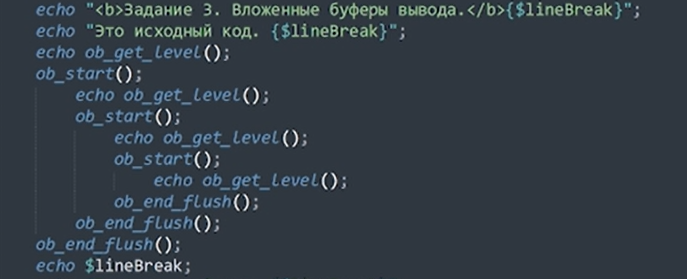 echo "<b>Задание 3. Вложенные буферы вывода.</b>{$lineBreak}";
echo "Это исходный код. {$lineBreak}";
echo ob_get_level();
ob_start();
echo ob_get_level();
ob_start();
echo ob_get_level();
ob_start();
echo ob_get_level();
ob_end_flush();
ob_end_flush();
ob_end_flush();
echo $lineBreak;